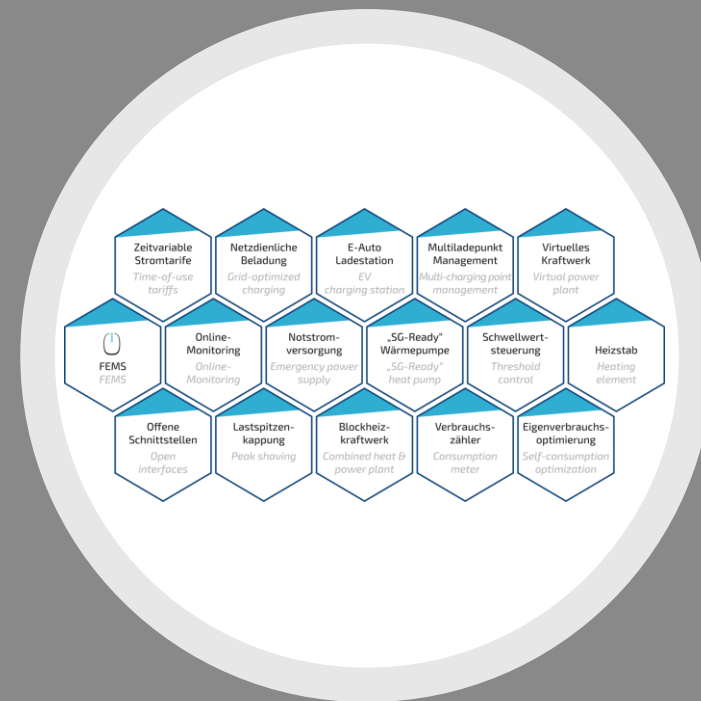 Zeitvariable
Stromtarife
Time-of-use
tariffs
Netzdienliche
Beladung
Grid-optimized
charging
E-Auto
Ladestation
EV
charging station
Multiladepunkt
Management
Multi-charging point
management
Virtuelles
Kraftwerk
Virtual power
plant
FEMS
FEMS
Online-
Monitoring
Online-
Monitoring
Notstrom-
versorgung
Emergency power
supply
„SG-Ready“
Wärmepumpe
„SG-Ready“
heat pump
Schwellwert-
steuerung
Threshold
control
Heizstab
Heating
element
Offene
Schnittstellen
Open
interfaces
Lastspitzen-
kappung
Peak shaving
Blockheiz-
kraftwerk
Combined heat &
power plant
Verbrauchs-
zähler
Consumption
meter
Eigenverbrauchs-
optimierung
Self-consumption
optimization